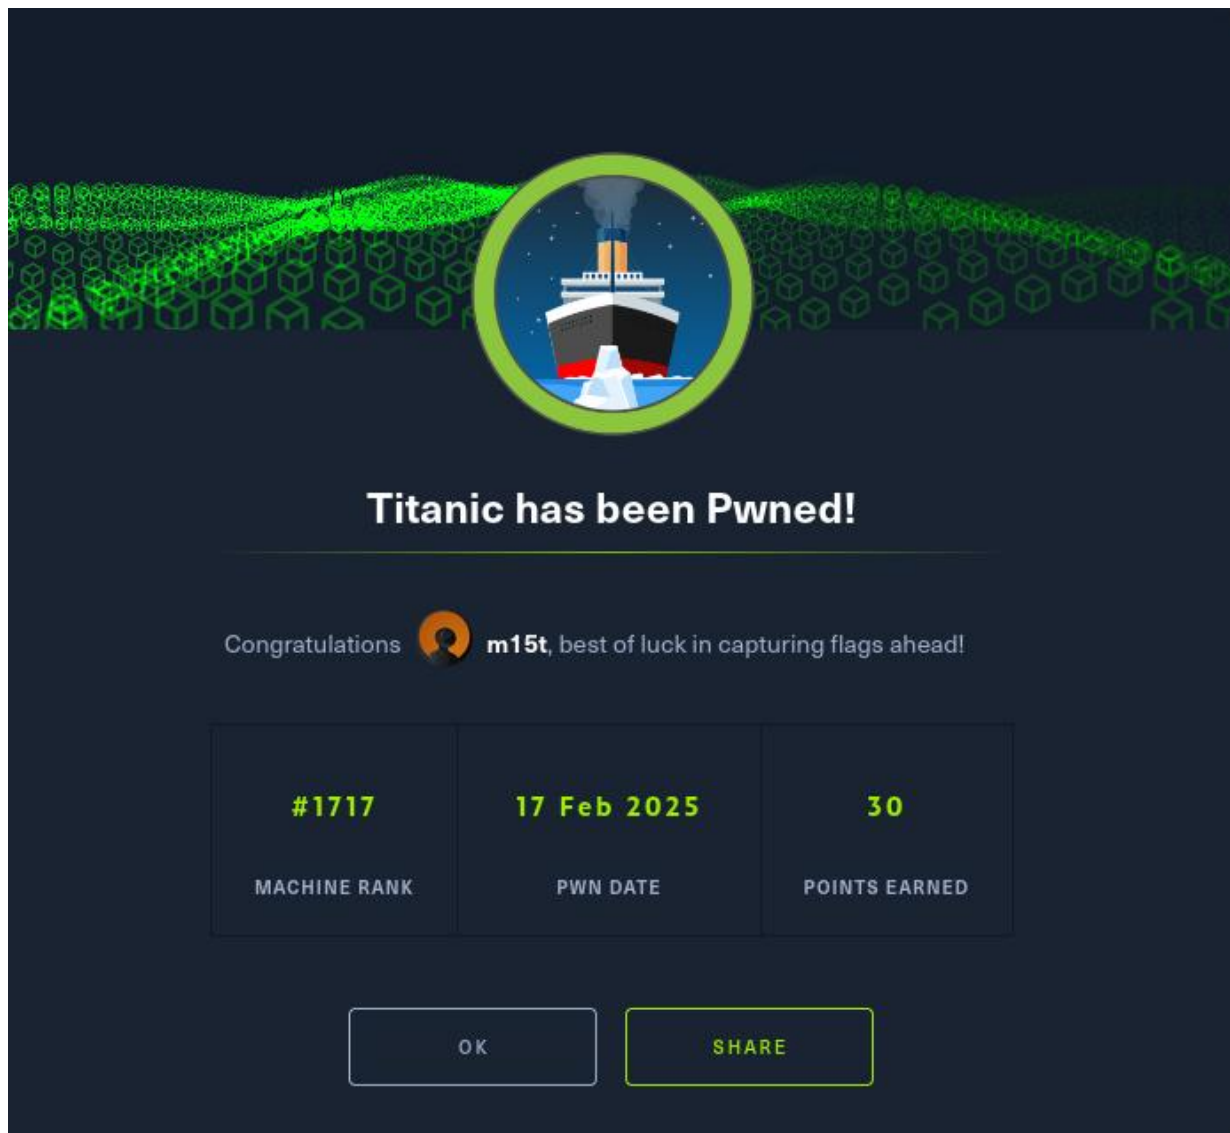 Titanic has been Pwned!
Congratulations m15t, best of luck in capturing flags ahead!
#1717 17 Feb 2025 30
MACHINE RANK PWN DATE POINTS EARNED
OK SHARE